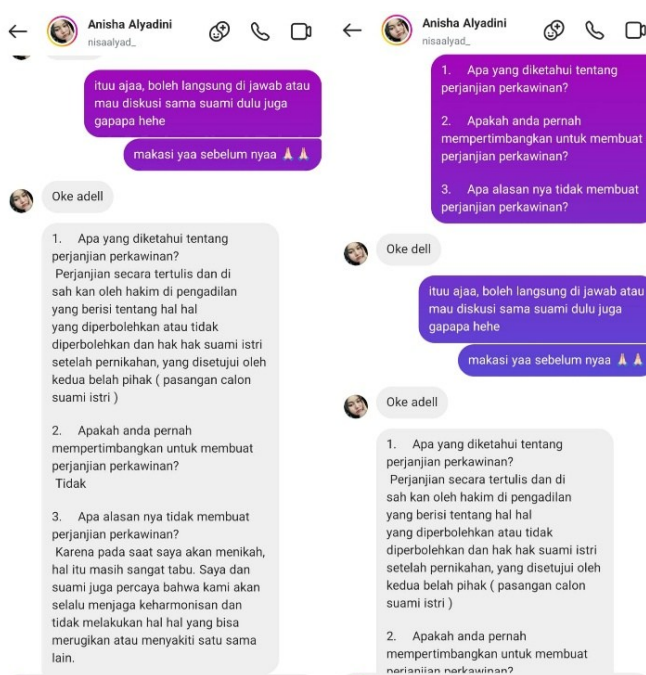 Anisha Alyadini
nisaalyad_
ituu ajaa, boleh langsung di jawab atau
mau diskusi sama suami dulu juga
gapapa hehe
makasi yaa sebelum nyaa 🙏🏻 🙏🏻
Oke adell
1. Apa yang diketahui tentang
perjanjian perkawinan?
Perjanjian secara tertulis dan di
sah kan oleh hakim di pengadilan
yang berisi tentang hal hal
yang diperbolehkan atau tidak
diperbolehkan dan hak hak suami istri
setelah pernikahan, yang disetujui oleh
kedua belah pihak ( pasangan calon
suami istri )
2. Apakah anda pernah
mempertimbangkan untuk membuat
perjanjian perkawinan?
Tidak
3. Apa alasan nya tidak membuat
perjanjian perkawinan?
Karena pada saat saya akan menikah,
hal itu masih sangat tabu. Saya dan
suami juga percaya bahwa kami akan
selalu menjaga keharmonisan dan
tidak melakukan hal hal yang bisa
merugikan atau menyakiti satu sama
lain.
Anisha Alyadini
nisaalyad_
1. Apa yang diketahui tentang
perjanjian perkawinan?
2. Apakah anda pernah
mempertimbangkan untuk membuat
perjanjian perkawinan?
3. Apa alasan nya tidak membuat
perjanjian perkawinan?
Oke dell
ituu ajaa, boleh langsung di jawab atau
mau diskusi sama suami dulu juga
gapapa hehe
makasi yaa sebelum nyaa 🙏🏻 🙏🏻
Oke adell
1. Apa yang diketahui tentang
perjanjian perkawinan?
Perjanjian secara tertulis dan di
sah kan oleh hakim di pengadilan
yang berisi tentang hal hal
yang diperbolehkan atau tidak
diperbolehkan dan hak hak suami istri
setelah pernikahan, yang disetujui oleh
kedua belah pihak ( pasangan calon
suami istri )
2. Apakah anda pernah
mempertimbangkan untuk membuat
perjanjian perkawinan?